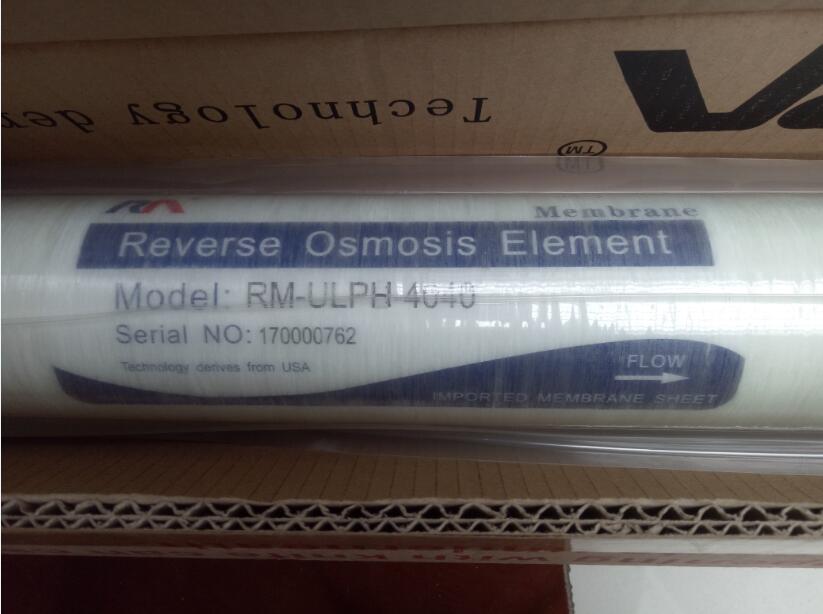 Technology der
TM
Membrane
Reverse Osmosis Element
Model: RM-ULPH-4040
Serial NO: 170000762
Technology derives from USA
FLOW
IMPORTED MEMBRANE SHEET